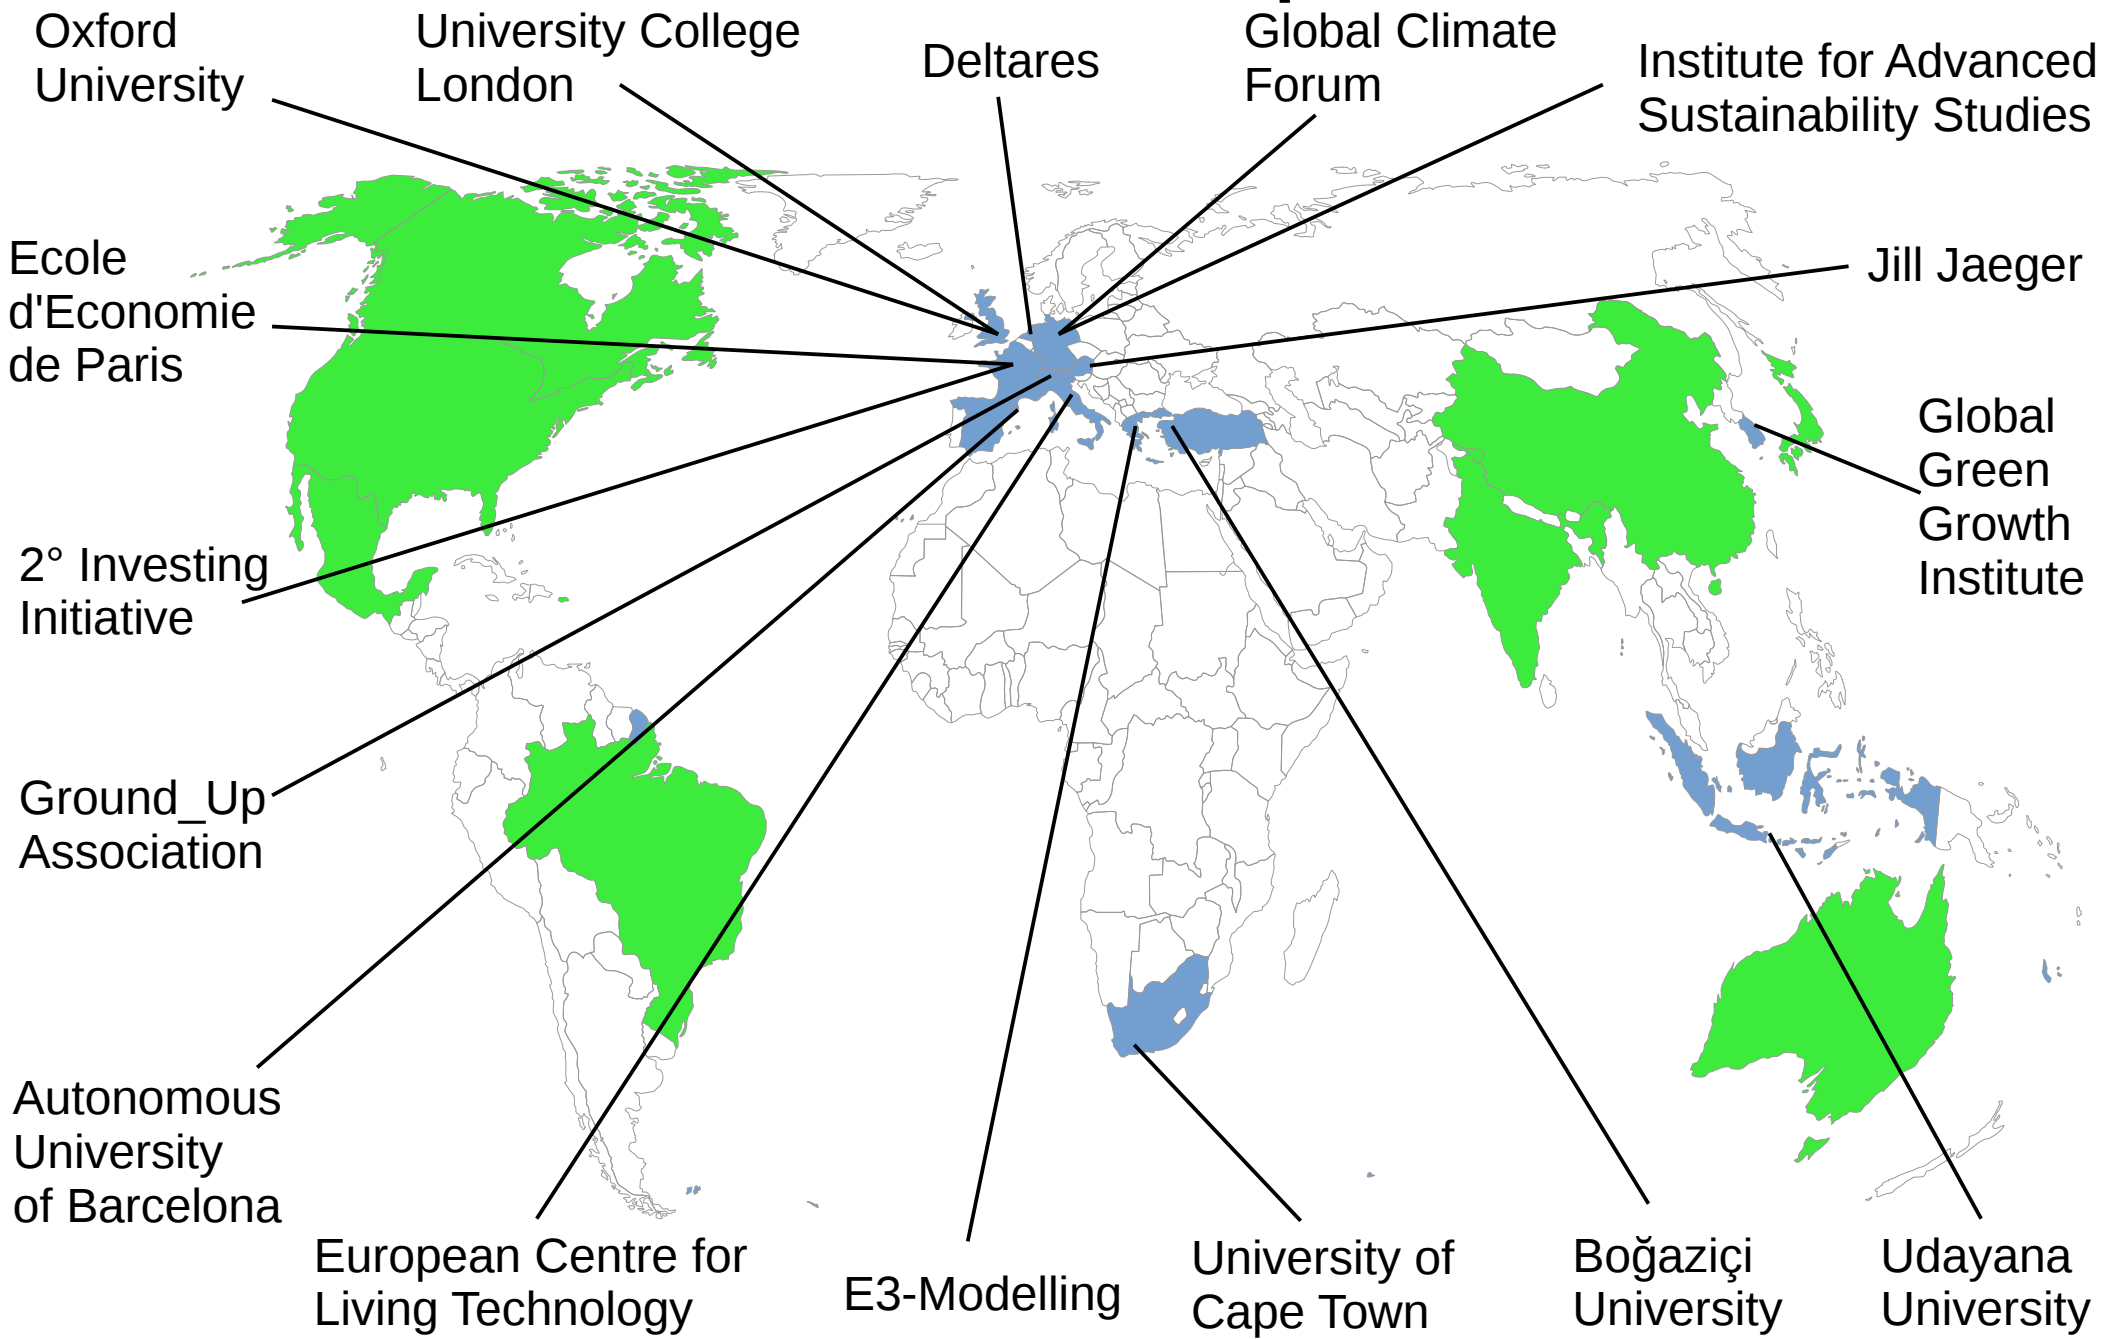 Oxford
University
University College
London
Deltares
Global Climate
Forum
Institute for Advanced
Sustainability Studies
Ecole
d'Economie
de Paris
Jill Jaeger
Global
Green
Growth
Institute
2° Investing
Initiative
Ground_Up
Association
Autonomous
University
of Barcelona
European Centre for
Living Technology
E3-Modelling
University of
Cape Town
Boğaziçi
University
Udayana
University